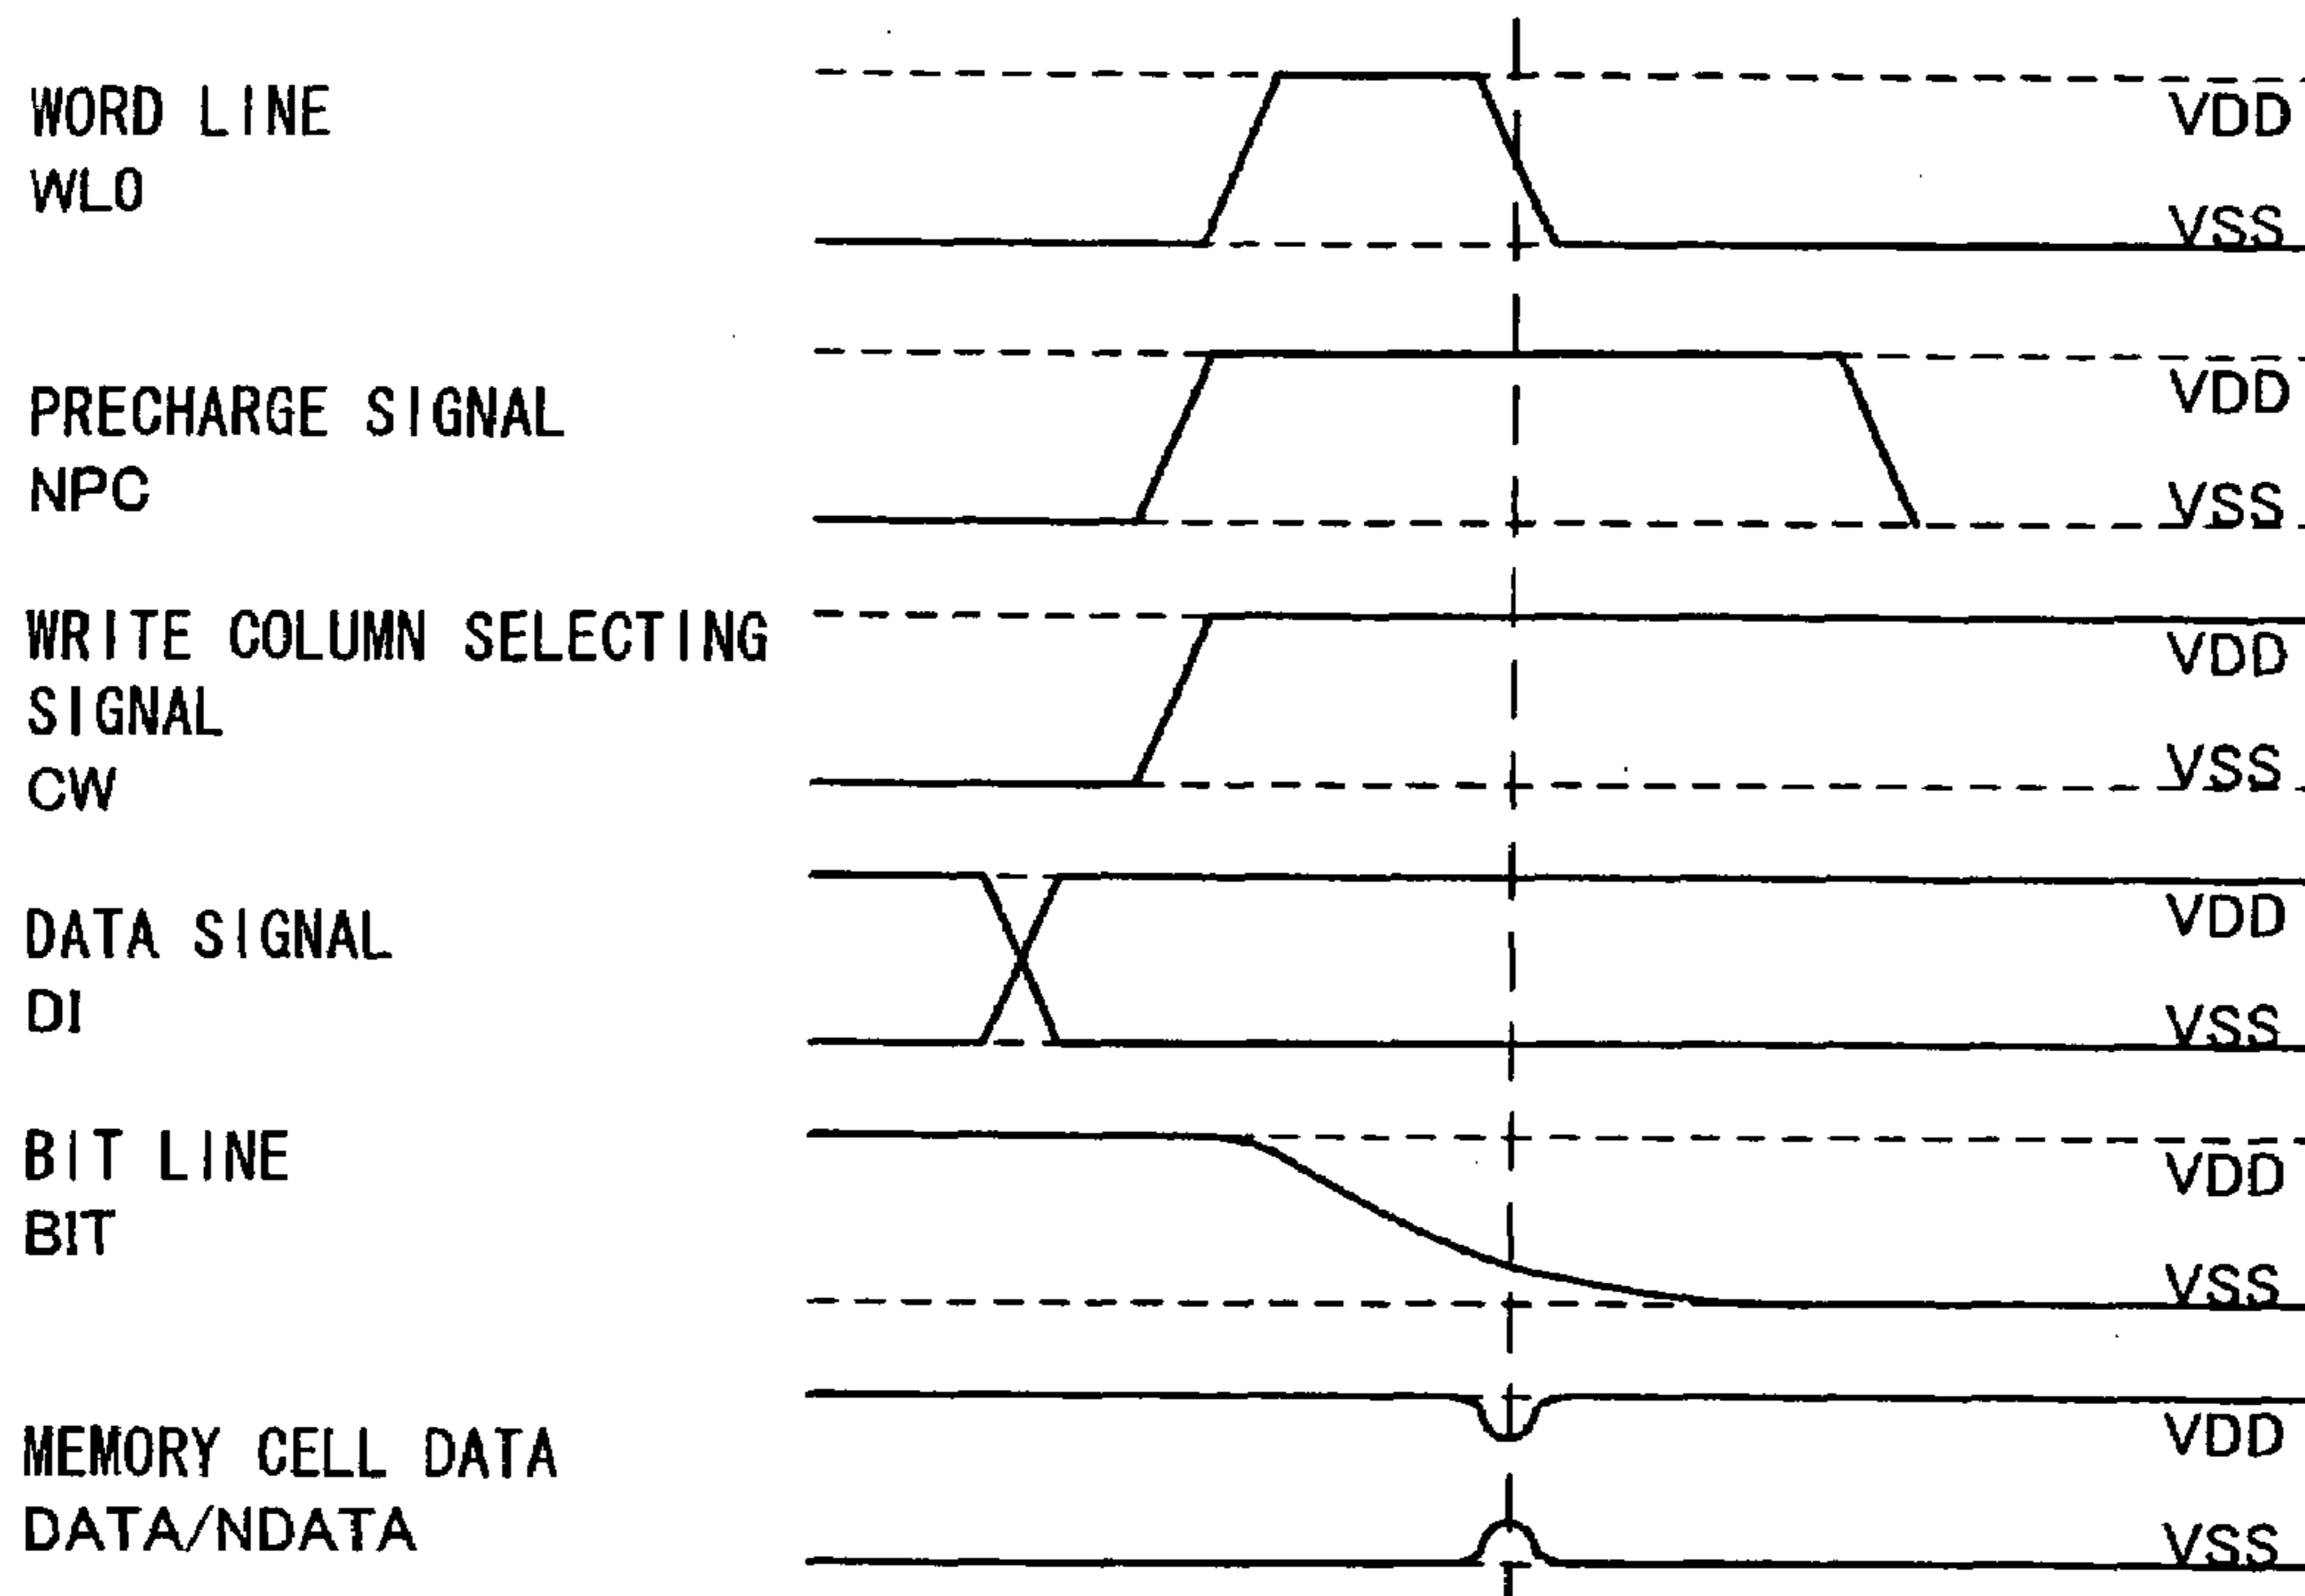 WORD LINE
WL0
VDD
VSS
PRECHARGE SIGNAL
NPC
VDD
VSS
WRITE COLUMN SELECTING
SIGNAL
CW
VDD
VSS
DATA SIGNAL
DI
VDD
VSS
BIT LINE
BIT
VDD
VSS
MEMORY CELL DATA
DATA/NDATA
VDD
VSS